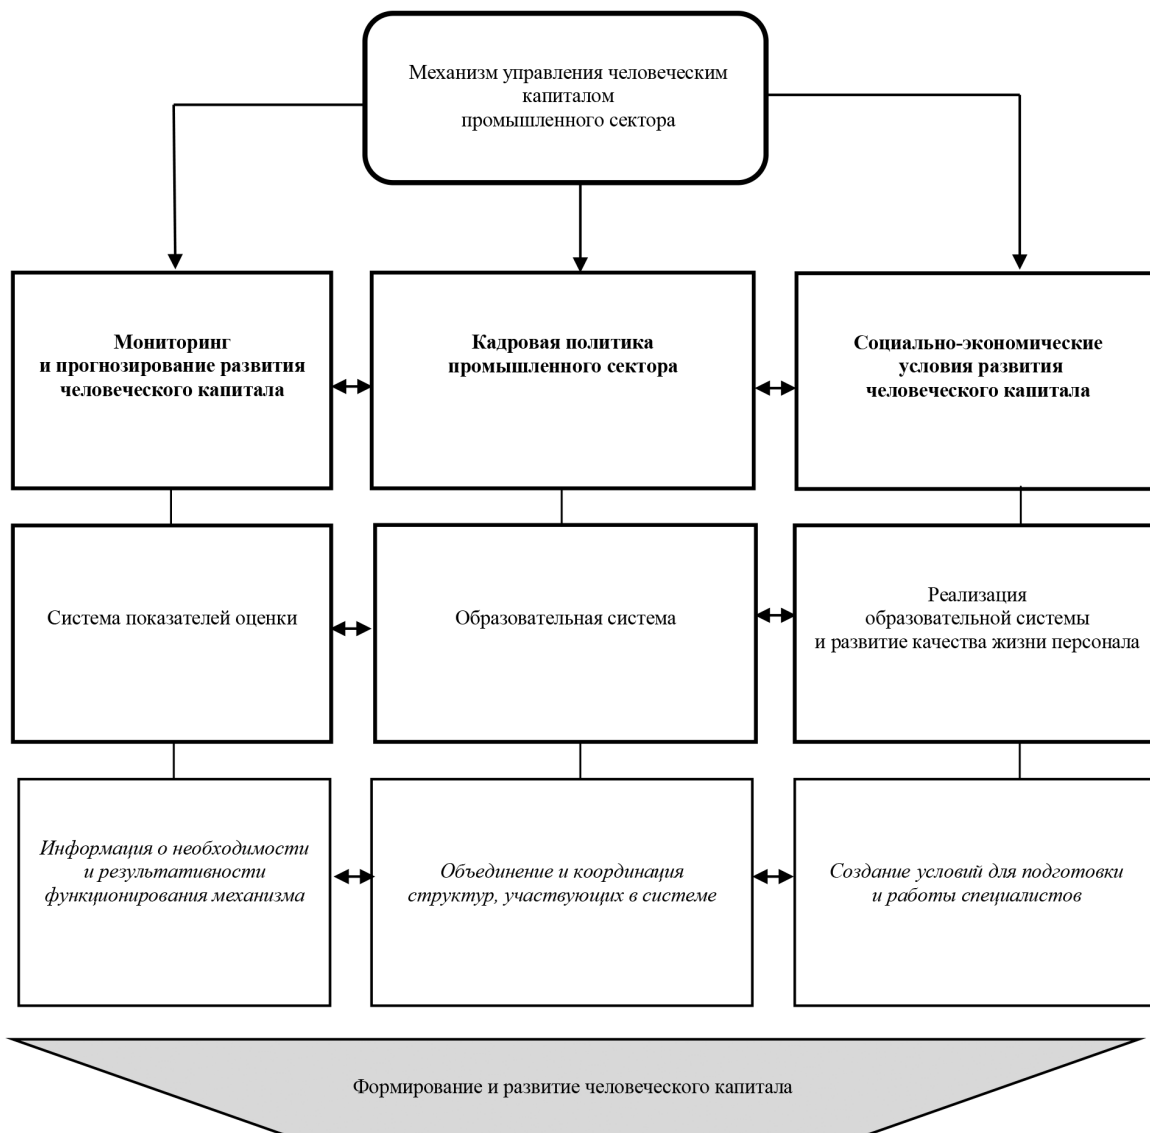 Механизм управления человеческим
капиталом
промышленного сектора
Мониторинг
и прогнозирование развития
человеческого капитала
Кадровая политика
промышленного сектора
Социально-экономические
условия развития
человеческого капитала
Система показателей оценки
Образовательная система
Реализация
образовательной системы
и развитие качества жизни персонала
Информация о необходимости
и результативности
функционирования механизма
Объединение и координация
структур, участвующих в системе
Создание условий для подготовки
и работы специалистов
Формирование и развитие человеческого капитала